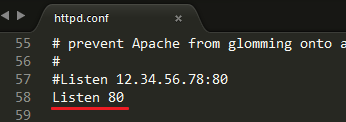 httpd.conf ×
55 # prevent Apache from glomming onto a
56 #
57 #Listen 12.34.56.78:80
58 Listen 80
59